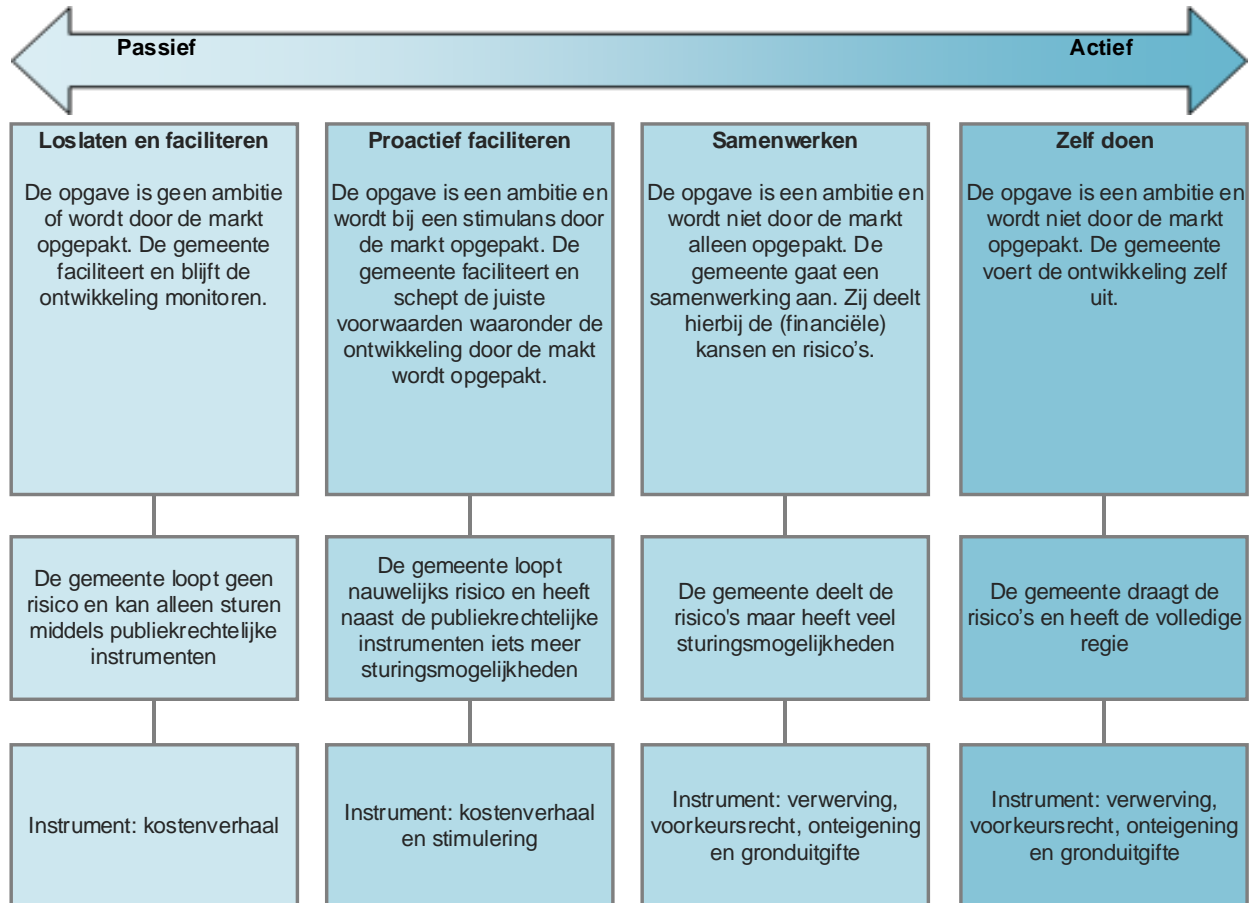 Passief
Actief
Loslaten en faciliteren
De opgave is geen ambitie
of wordt door de markt
opgepakt. De gemeente
faciliteert en blijft de
ontwikkeling monitoren.
Proactief faciliteren
De opgave is een ambitie en
wordt bij een stimulans door
de markt opgepakt. De
gemeente faciliteert en
schept de juiste
voorwaarden waaronder de
ontwikkeling door de makt
wordt opgepakt.
Samenwerken
De opgave is een ambitie en
wordt niet door de markt
alleen opgepakt. De
gemeente gaat een
samenwerking aan. Zij deelt
hierbij de (financiële)
kansen en risico's.
Zelf doen
De opgave is een ambitie en
wordt niet door de markt
opgepakt. De gemeente
voert de ontwikkeling zelf
uit.
De gemeente loopt geen
risico en kan alleen sturen
middels publiekrechtelijke
instrumenten
De gemeente loopt
nauwelijks risico en heeft
naast de publiekrechtelijke
instrumenten iets meer
sturingsmogelijkheden
De gemeente deelt de
risico's maar heeft veel
sturingsmogelijkheden
De gemeente draagt de
risico's en heeft de volledige
regie
Instrument: kostenverhaal
Instrument: kostenverhaal
en stimulering
Instrument: verwerving,
voorkeursrecht, onteigening
en gronduitgifte
Instrument: verwerving,
voorkeursrecht, onteigening
en gronduitgifte